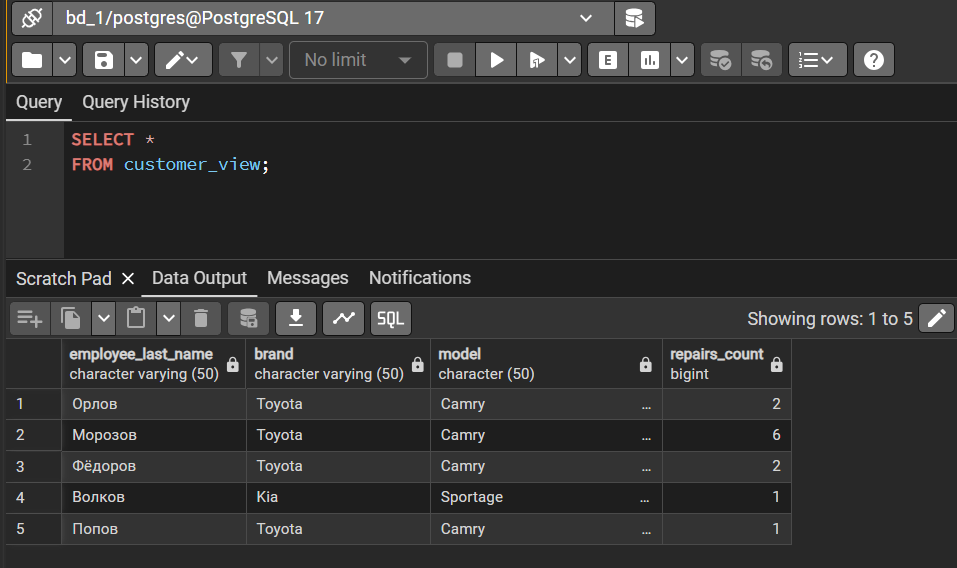 bd_1/postgres@PostgreSQL 17
No limit
E
Query Query History
1 SELECT *
2 FROM customer_view;
Scratch Pad Data Output Messages Notifications
SQL
Showing rows: 1 to 5
employee_last_name brand model repairs_count
character varying (50) character varying (50) character (50) bigint
1 Орлов Toyota Camry ... 2
2 Морозов Toyota Camry ... 6
3 Фёдоров Toyota Camry ... 2
4 Волков Kia Sportage ... 1
5 Попов Toyota Camry ... 1